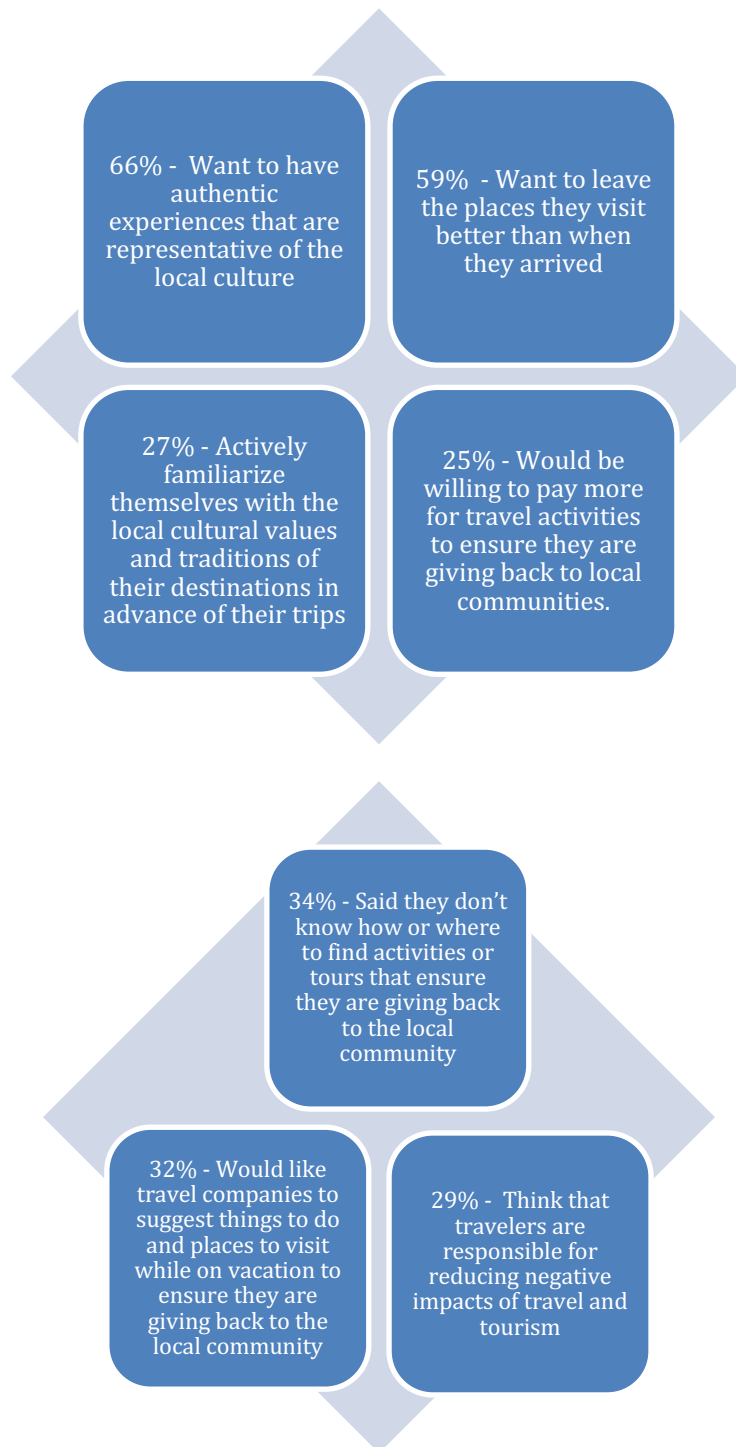 66% - Want to have
authentic
experiences that are
representative of the
local culture
59% - Want to leave
the places they visit
better than when
they arrived
27% - Actively
familiarize
themselves with the
local cultural values
and traditions of
their destinations in
advance of their trips
25% - Would be
willing to pay more
for travel activities
to ensure they are
giving back to local
communities.
34% - Said they don’t
know how or where
to find activities or
tours that ensure
they are giving back
to the local
community
32% - Would like
travel companies to
suggest things to do
and places to visit
while on vacation to
ensure they are
giving back to the
local community
29% - Think that
travelers are
responsible for
reducing negative
impacts of travel and
tourism